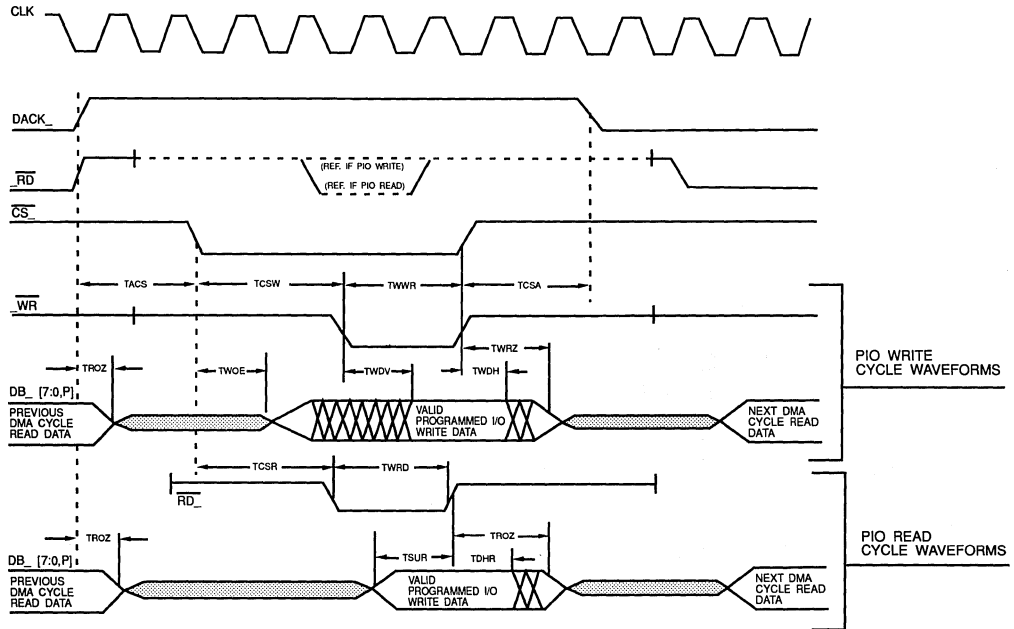 CLK
DACK_
_RD
(REF. IF PIO WRITE)
(REF. IF PIO READ)
CS_
TACS
TCSW
TWWR
TCSA
_WR
TWRZ
PIO WRITE
CYCLE WAVEFORMS
TROZ
TWOE
TWDV
TWDH
DB_ [7:0,P]
PREVIOUS
DMA CYCLE
READ DATA
VALID
PROGRAMMED I/O
WRITE DATA
NEXT DMA
CYCLE READ
DATA
TCSR
TWRD
RD_
TROZ
TROZ
PIO READ
CYCLE WAVEFORMS
TSUR
TDHR
DB_ [7:0,P]
PREVIOUS
DMA CYCLE
READ DATA
VALID
PROGRAMMED I/O
WRITE DATA
NEXT DMA
CYCLE READ
DATA